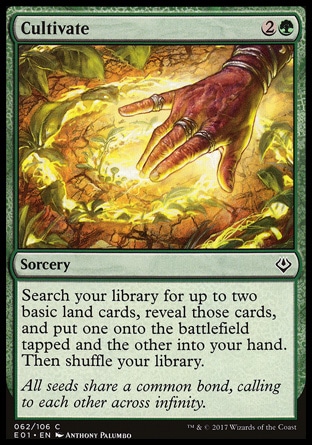 Cultivate 2
Sorcery
Search your library for up to two
basic land cards, reveal those cards,
and put one onto the battlefield
tapped and the other into your hand.
Then shuffle your library.
All seeds share a common bond, calling
to each other across infinity.
062/106 C
E01 • EN Anthony Palumbo ™ & © 2017 Wizards of the Coast